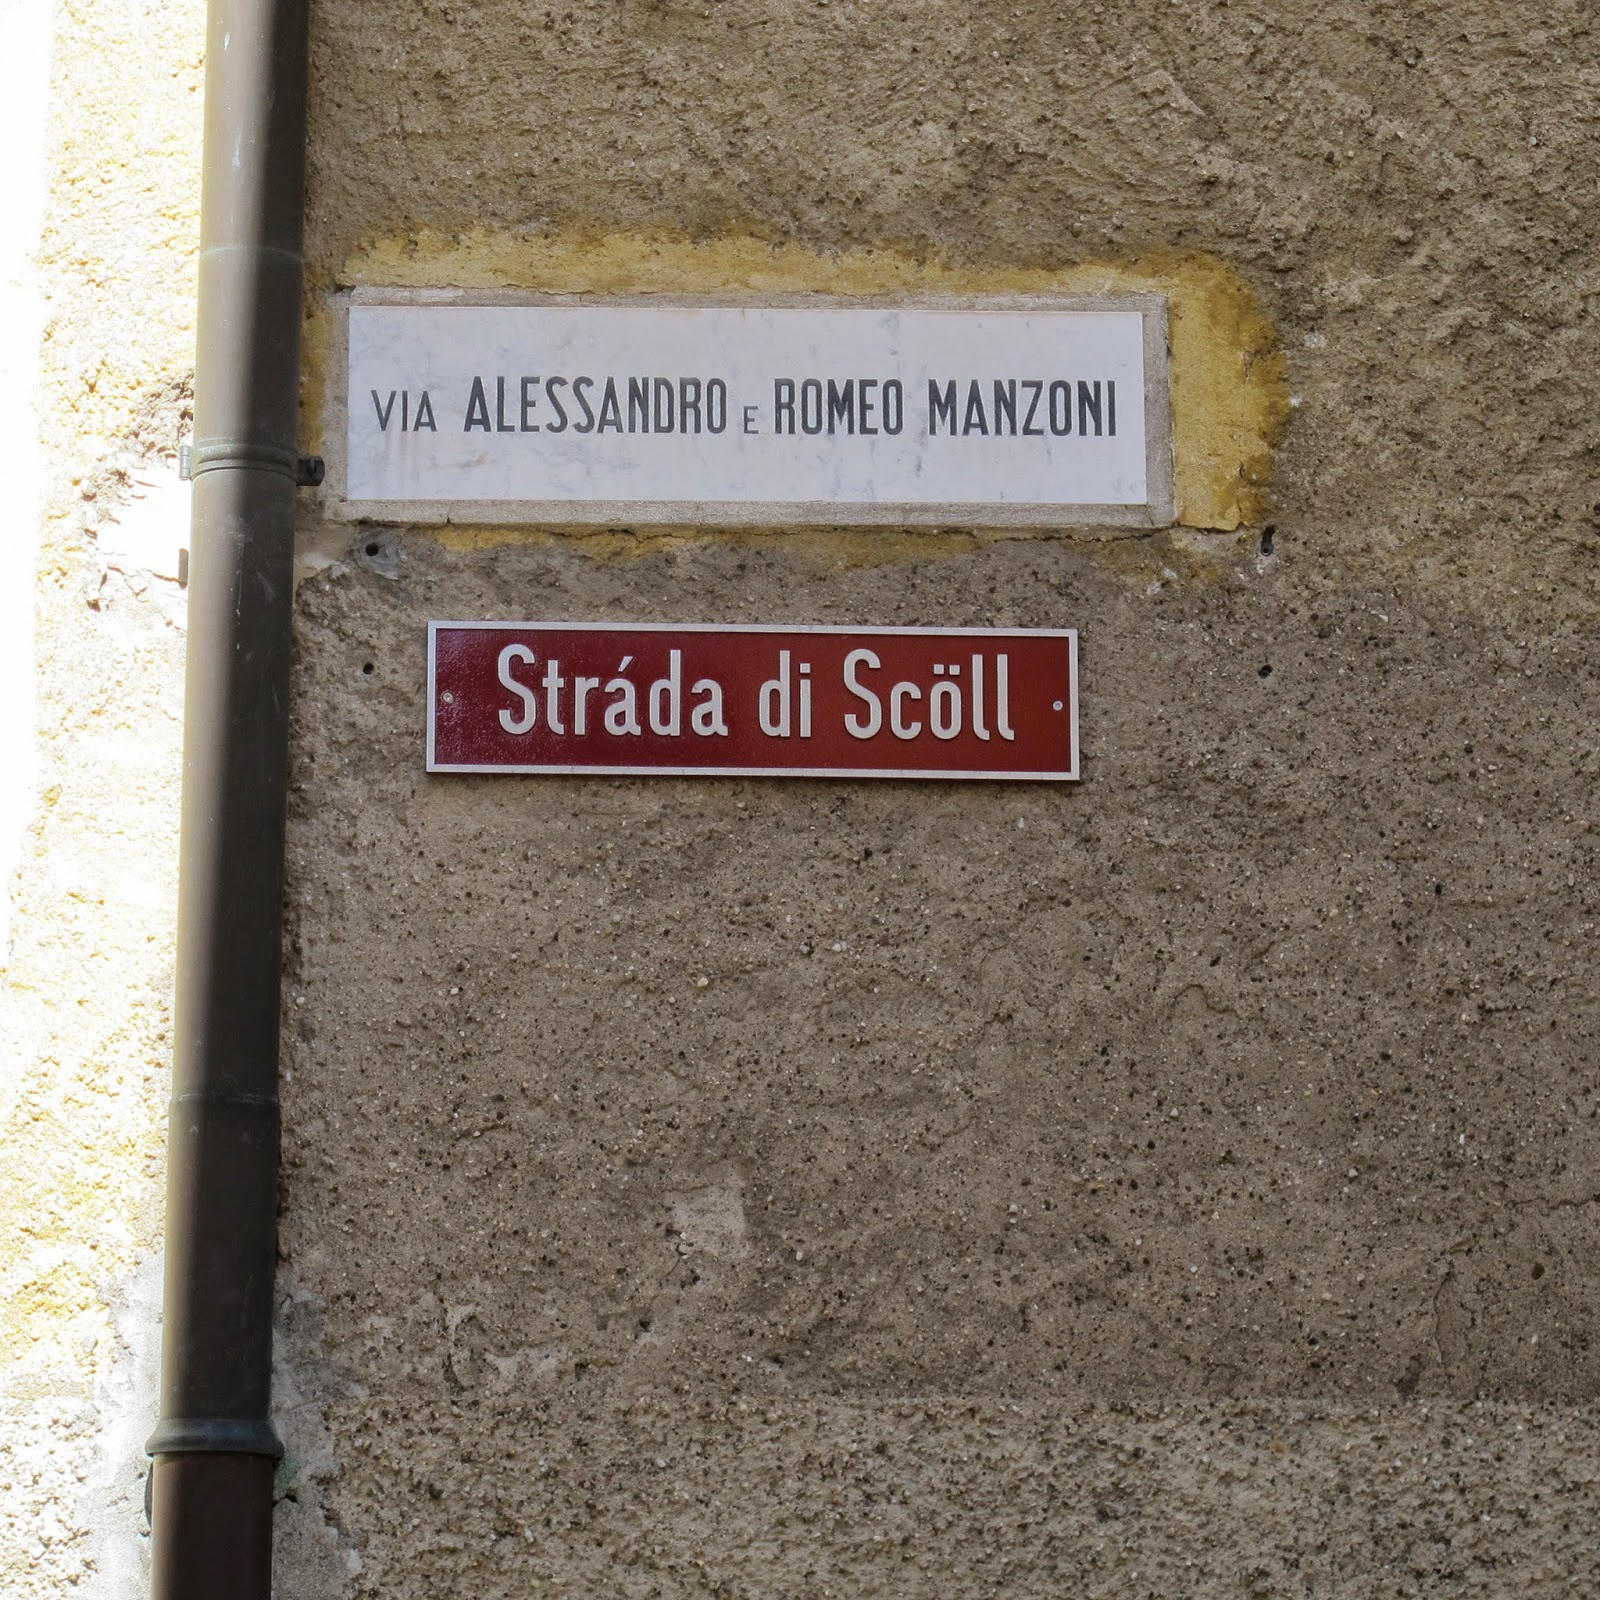 VIA ALESSANDRO E ROMEO MANZONI
Stráda di Scöll